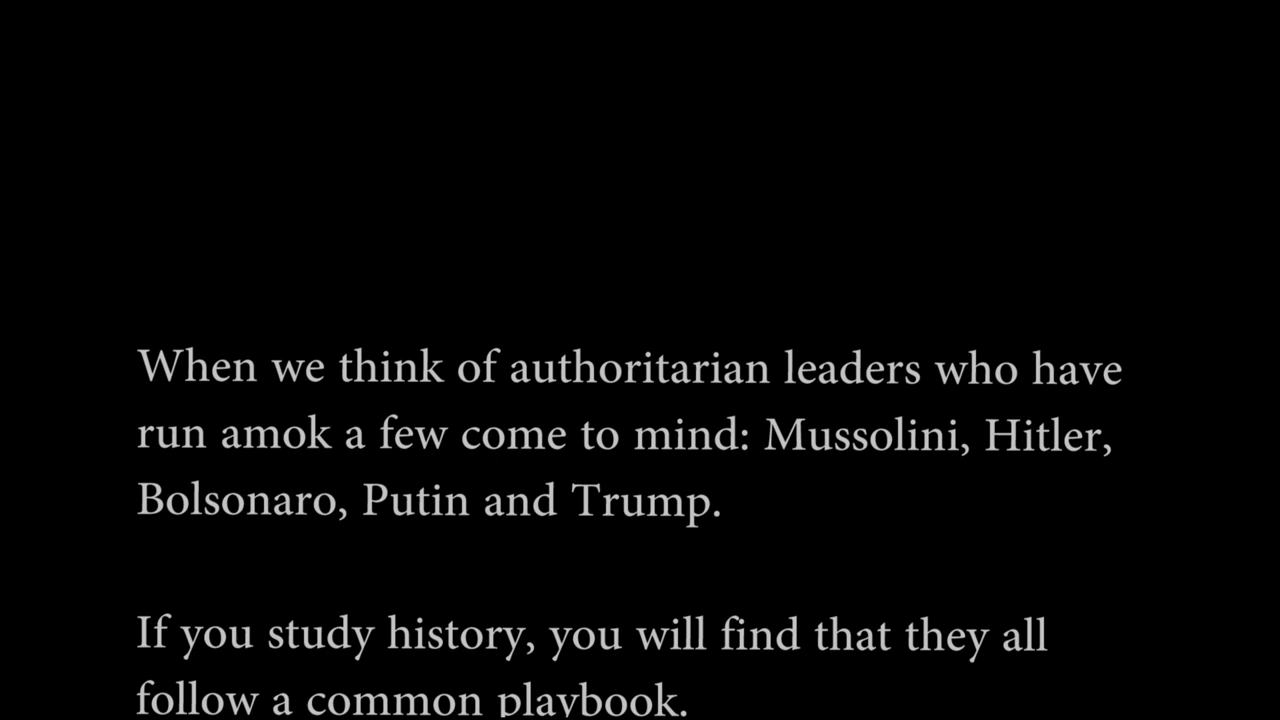 When we think of authoritarian leaders who have
run amok a few come to mind: Mussolini, Hitler,
Bolsonaro, Putin and Trump.
If you study history, you will find that they all
follow a common playbook.